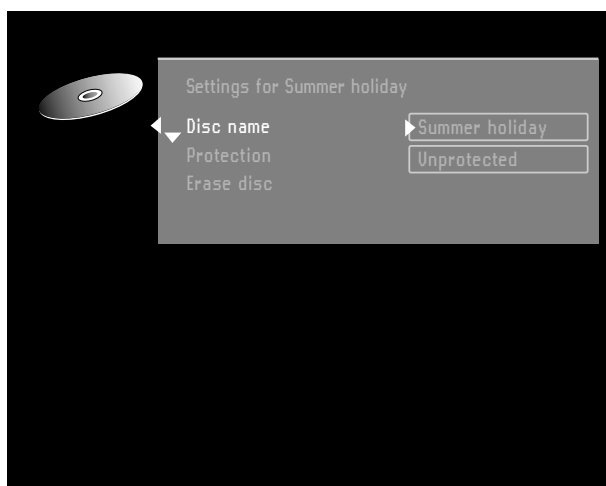 Settings for Summer holiday
Disc name Summer holiday
Protection Unprotected
Erase disc